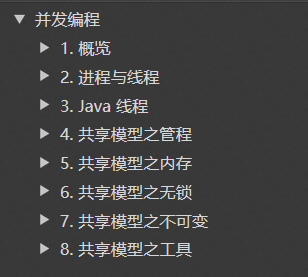 并发编程
1. 概览
2. 进程与线程
3. Java 线程
4. 共享模型之管程
5. 共享模型之内存
6. 共享模型之无锁
7. 共享模型之不可变
8. 共享模型之工具